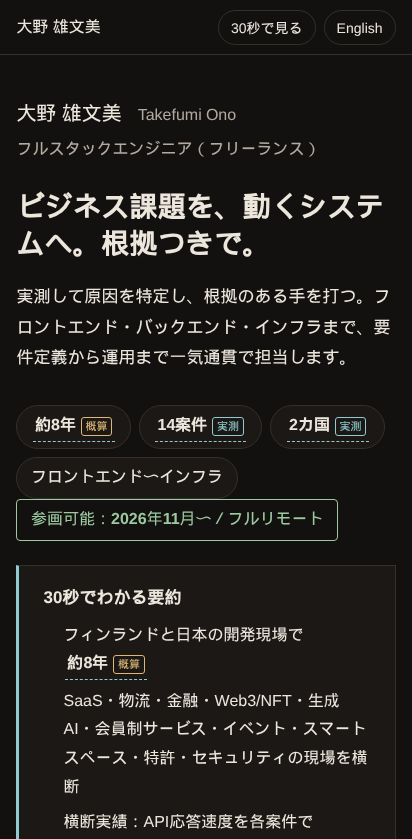 大野 雄文美
30秒で見る
English
大野 雄文美 Takefumi Ono
フルスタックエンジニア（フリーランス）
ビジネス課題を、動くシステ
ムへ。根拠つきで。
実測して原因を特定し、根拠のある手を打つ。フ
ロントエンド・バックエンド・インフラまで、要
件定義から運用まで一気通貫で担当します。
約8年 概算
14案件 実測
2カ国 実測
フロントエンド〜インフラ
参画可能：2026年11月〜 / フルリモート
30秒でわかる要約
フィンランドと日本の開発現場で
約8年 概算
SaaS・物流・金融・Web3/NFT・生成
AI・会員制サービス・イベント・スマート
スペース・特許・セキュリティの現場を横
断
横断実績：API応答速度を各案件で